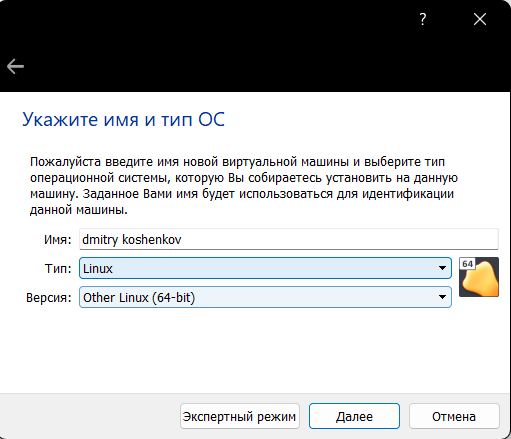 ?
Укажите имя и тип ОС
Пожалуйста введите имя новой виртуальной машины и выберите тип
операционной системы, которую Вы собираетесь установить на данную
машину. Заданное Вами имя будет использоваться для идентификации
данной машины.
Имя: dmitry koshenkov
Тип: Linux 64
Версия: Other Linux (64-bit)
Экспертный режим Далее Отмена